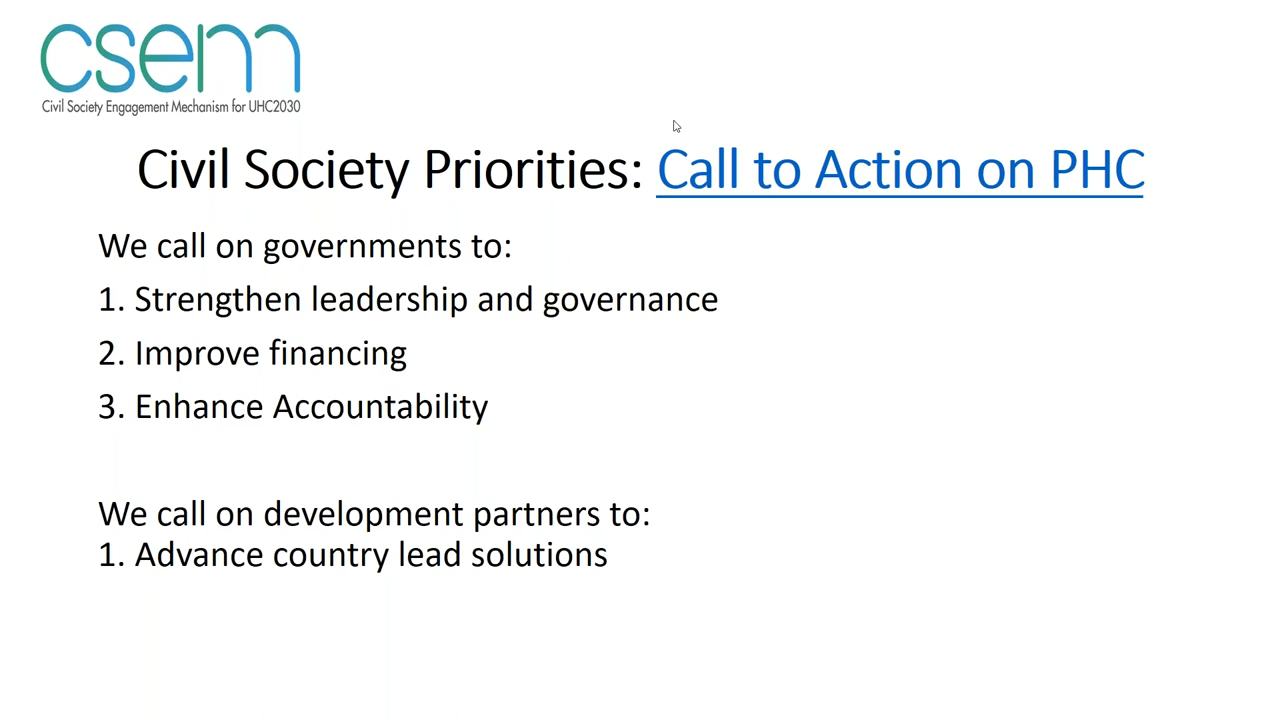 csem
Civil Society Engagement Mechanism for UHC2030
Civil Society Priorities: Call to Action on PHC
We call on governments to:
1. Strengthen leadership and governance
2. Improve financing
3. Enhance Accountability
We call on development partners to:
1. Advance country lead solutions